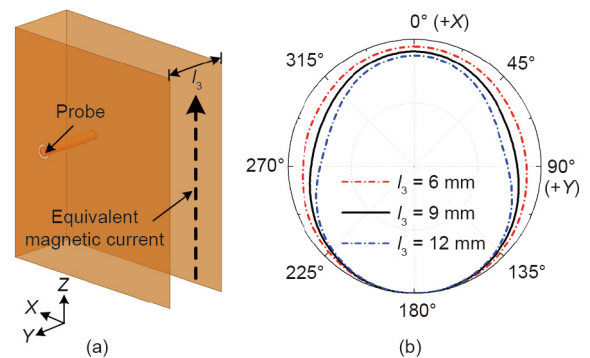 l3
Probe
Equivalent
magnetic current
Z
X
Y
(a)
0° (+X)
315°
45°
270°
90°
(+Y)
l3 = 6 mm
l3 = 9 mm
l3 = 12 mm
225°
135°
180°
(b)